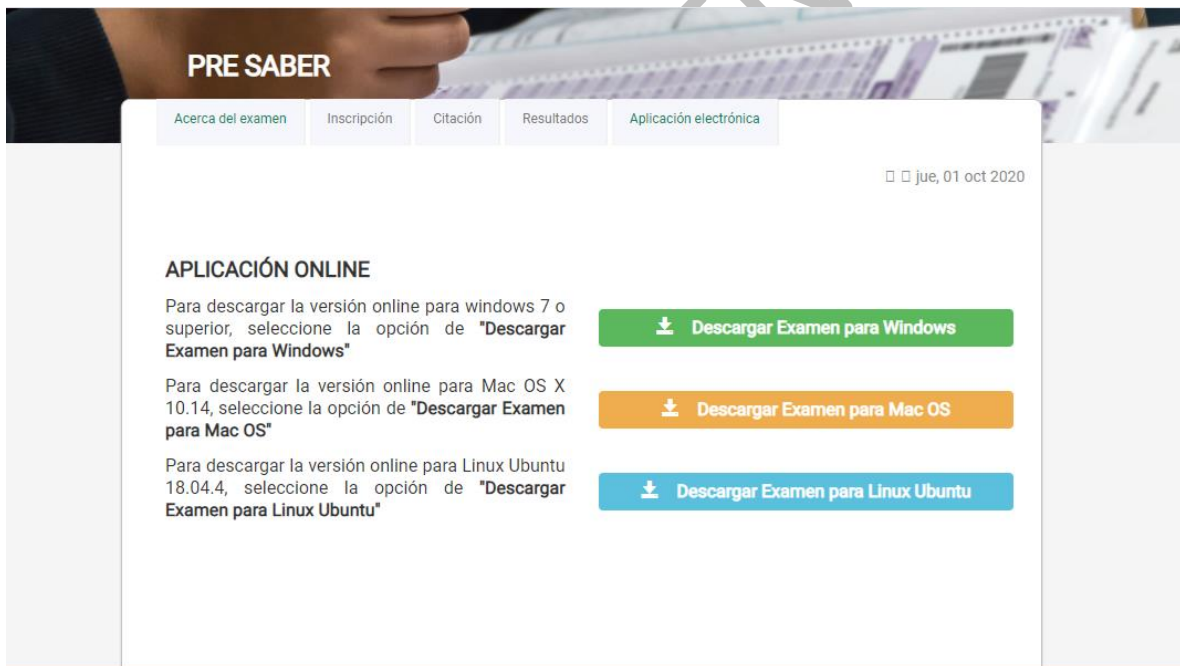 PRE SABER
Acerca del examen Inscripción Citación Resultados Aplicación electrónica
jue, 01 oct 2020
APLICACIÓN ONLINE
Para descargar la versión online para windows 7 o
superior, seleccione la opción de "Descargar
Examen para Windows"
Descargar Examen para Windows
Para descargar la versión online para Mac OS X
10.14, seleccione la opción de "Descargar Examen
para Mac OS"
Descargar Examen para Mac OS
Para descargar la versión online para Linux Ubuntu
18.04.4, seleccione la opción de "Descargar
Examen para Linux Ubuntu"
Descargar Examen para Linux Ubuntu